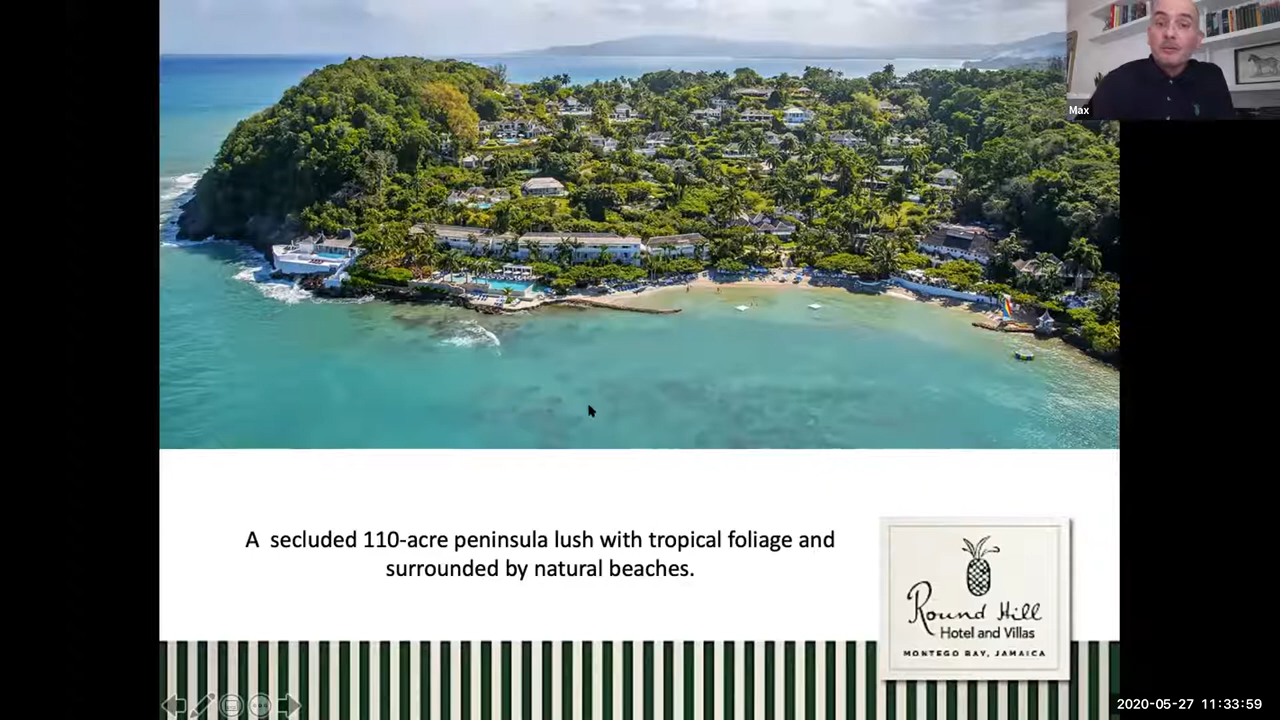 Max
A  secluded 110-acre peninsula lush with tropical foliage and
surrounded by natural beaches.
Round Hill
Hotel and Villas
MONTEGO BAY, JAMAICA
2020-05-27 11:33:59